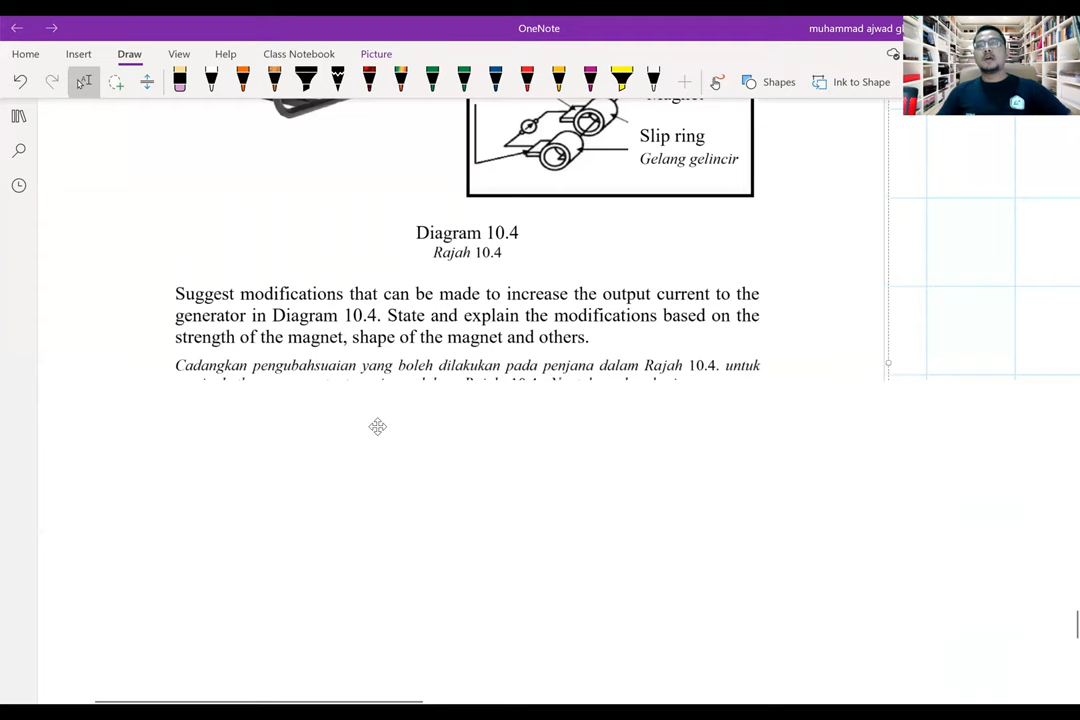 OneNote
muhammad ajwad
Home Insert Draw View Help Class Notebook Picture
Shapes Ink to Shape
Magnet
Slip ring
Gelang gelincir
Diagram 10.4
Rajah 10.4
Suggest modifications that can be made to increase the output current to the
generator in Diagram 10.4. State and explain the modifications based on the
strength of the magnet, shape of the magnet and others.
Cadangkan pengubahsuaian yang boleh dilakukan pada penjana dalam Rajah 10.4. untuk